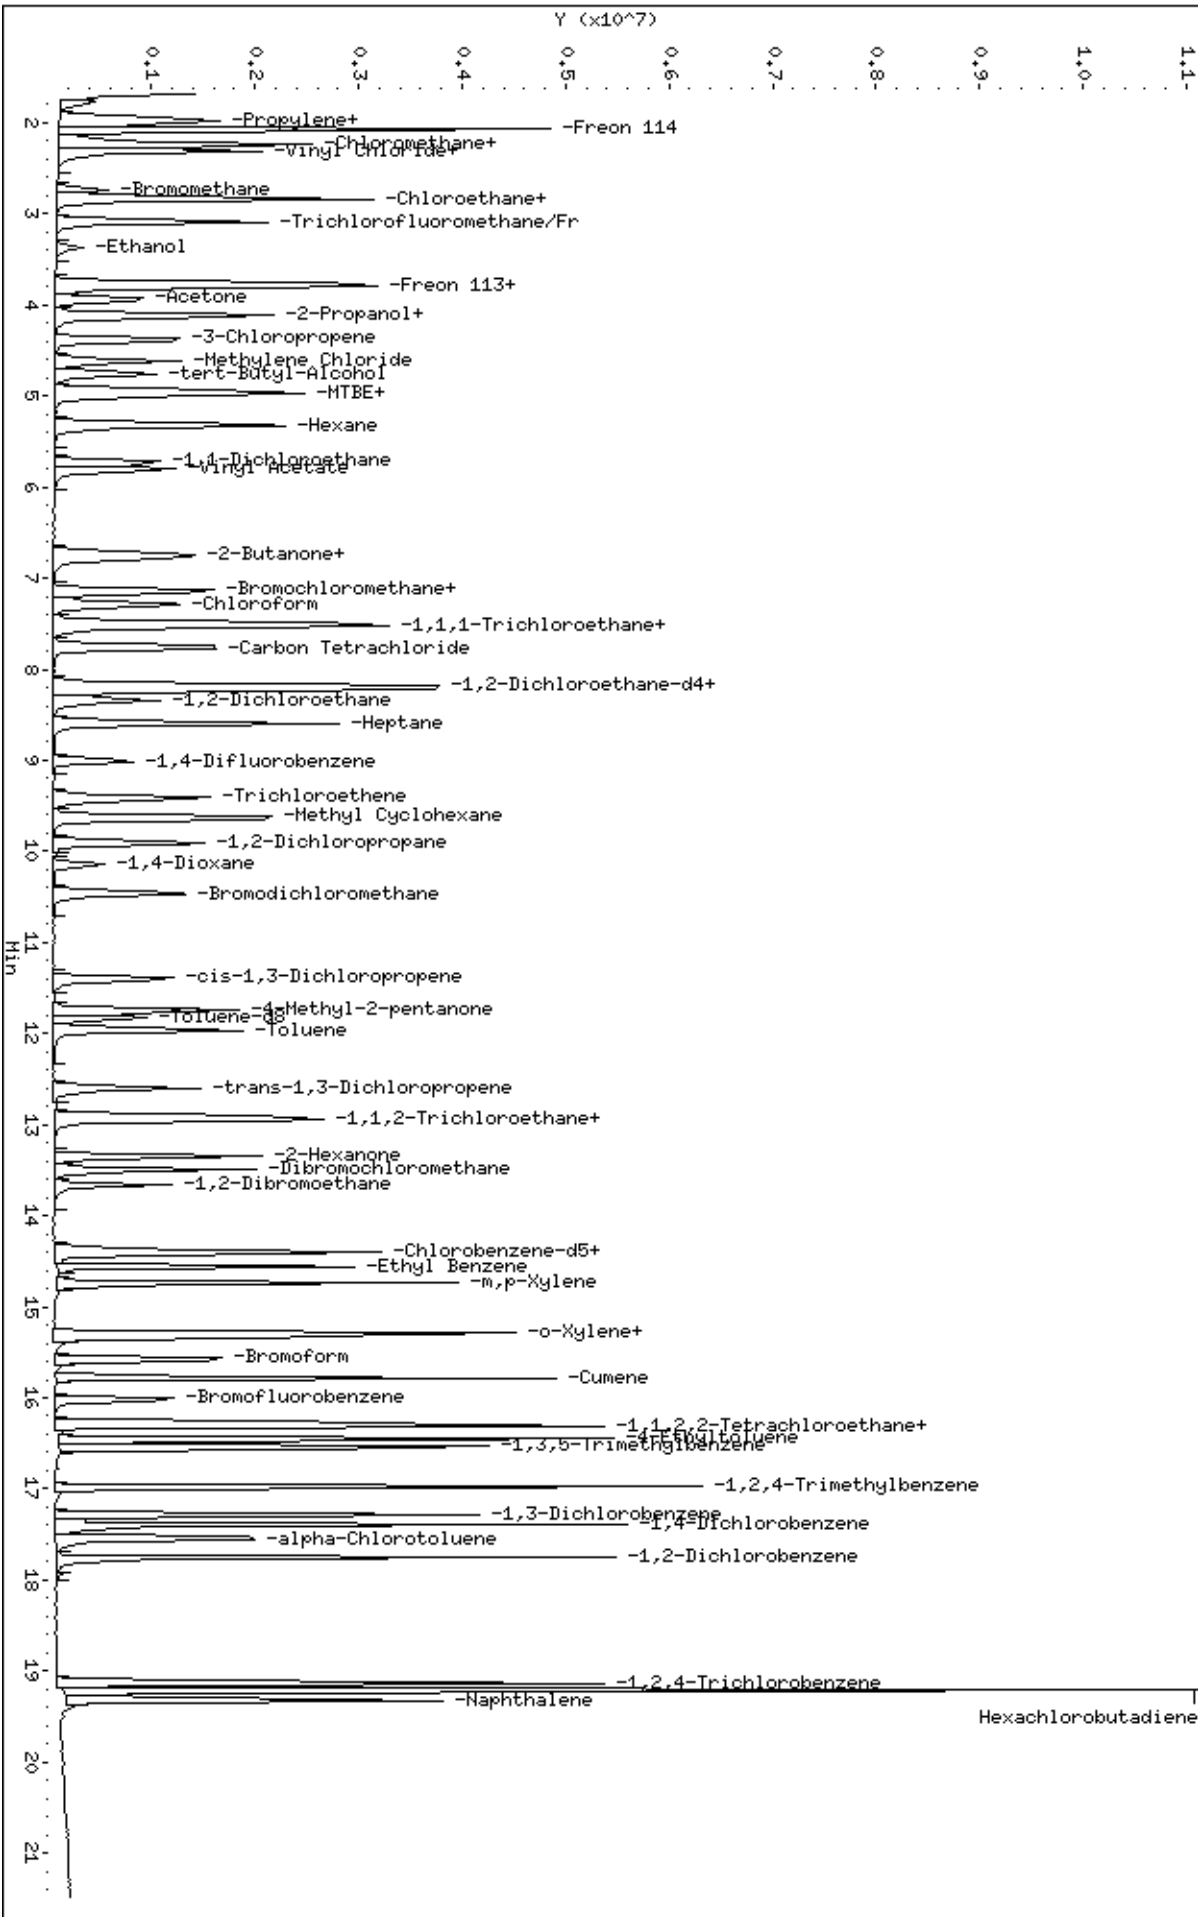 Y (x10^7)
0.1
0.2
0.3
0.4
0.5
0.6
0.7
0.8
0.9
1.0
1.1
2
-Propylene+
-Freon 114
-Chloromethane+
-Vinyl Chloride+
-Bromomethane
-Chloroethane+
3
-Trichlorofluoromethane/Fr
-Ethanol
-Freon 113+
-Acetone
4
-2-Propanol+
-3-Chloropropene
-Methylene Chloride
-tert-Butyl-Alcohol
-MTBE+
5
-Hexane
-1,1-Dichloroethane
-Vinyl Acetate
6
-2-Butanone+
7
-Bromochloromethane+
-Chloroform
-1,1,1-Trichloroethane+
-Carbon Tetrachloride
8
-1,2-Dichloroethane-d4+
-1,2-Dichloroethane
-Heptane
9
-1,4-Difluorobenzene
-Trichloroethene
-Methyl Cyclohexane
-1,2-Dichloropropane
10
-1,4-Dioxane
-Bromodichloromethane
11
Min
-cis-1,3-Dichloropropene
-4-Methyl-2-pentanone
-Toluene-d8
-Toluene
12
-trans-1,3-Dichloropropene
-1,1,2-Trichloroethane+
13
-2-Hexanone
-Dibromochloromethane
-1,2-Dibromoethane
14
-Chlorobenzene-d5+
-Ethyl Benzene
-m,p-Xylene
15
-o-Xylene+
-Bromoform
-Cumene
16
-Bromofluorobenzene
-1,1,2,2-Tetrachloroethane+
-4-Ethyltoluene
-1,3,5-Trimethylbenzene
17
-1,2,4-Trimethylbenzene
-1,3-Dichlorobenzene
-1,4-Dichlorobenzene
-alpha-Chlorotoluene
-1,2-Dichlorobenzene
18
19
-1,2,4-Trichlorobenzene
-Naphthalene
Hexachlorobutadiene
20
21